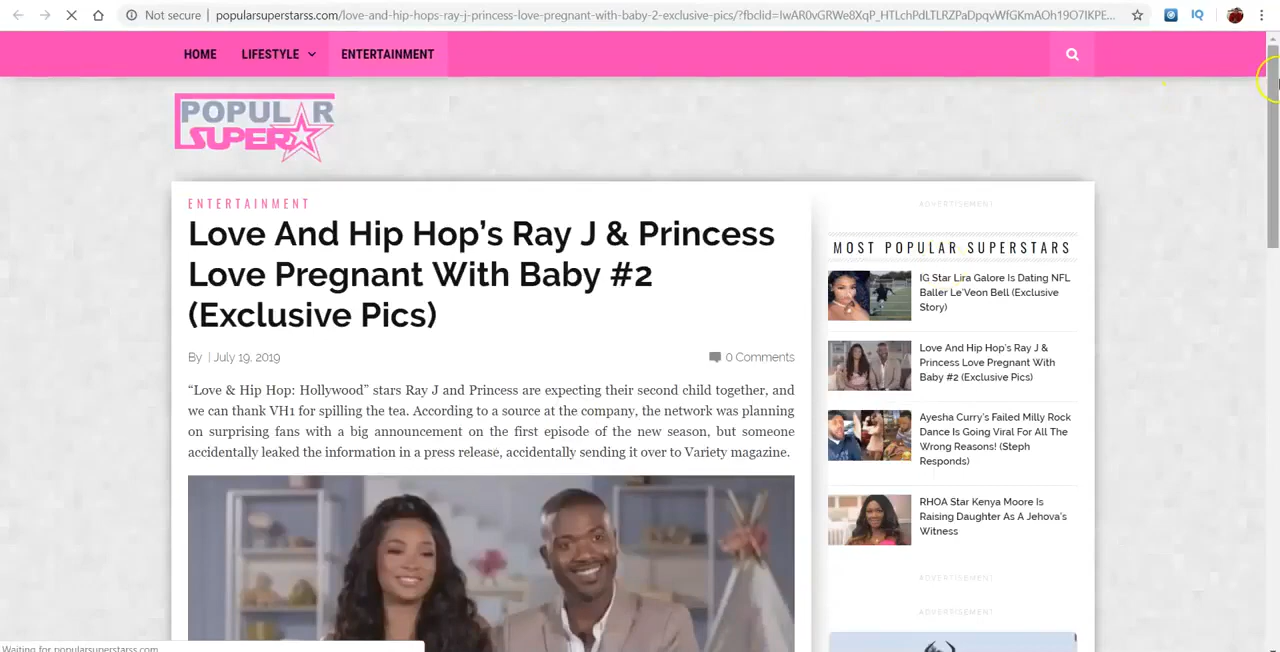 Not secure | popularsuperstarss.com/love-and-hip-hops-ray-j-princess-love-pregnant-with-baby-2-exclusive-pics/?fbclid=IwAR0vGRWe8XqP_HTLchPdLTLRZPaDpqvWfGKmAOh19O7IKPE...
HOME LIFESTYLE ENTERTAINMENT
POPULAR
SUPER
ENTERTAINMENT
Love And Hip Hop’s Ray J & Princess
Love Pregnant With Baby #2
(Exclusive Pics)
By | July 19, 2019
0 Comments
“Love & Hip Hop: Hollywood” stars Ray J and Princess are expecting their second child together, and
we can thank VH1 for spilling the tea. According to a source at the company, the network was planning
on surprising fans with a big announcement on the first episode of the new season, but someone
accidentally leaked the information in a press release, accidentally sending it over to Variety magazine.
ADVERTISEMENT
MOST POPULAR SUPERSTARS
IG Star Lira Galore Is Dating NFL
Baller Le’Veon Bell (Exclusive
Story)
Love And Hip Hop’s Ray J &
Princess Love Pregnant With
Baby #2 (Exclusive Pics)
Ayesha Curry’s Failed Milly Rock
Dance Is Going Viral For All The
Wrong Reasons! (Steph
Responds)
RHOA Star Kenya Moore Is
Raising Daughter As A Jehova’s
Witness
ADVERTISEMENT
ADVERTISEMENT
Waiting for popularsuperstarss.com